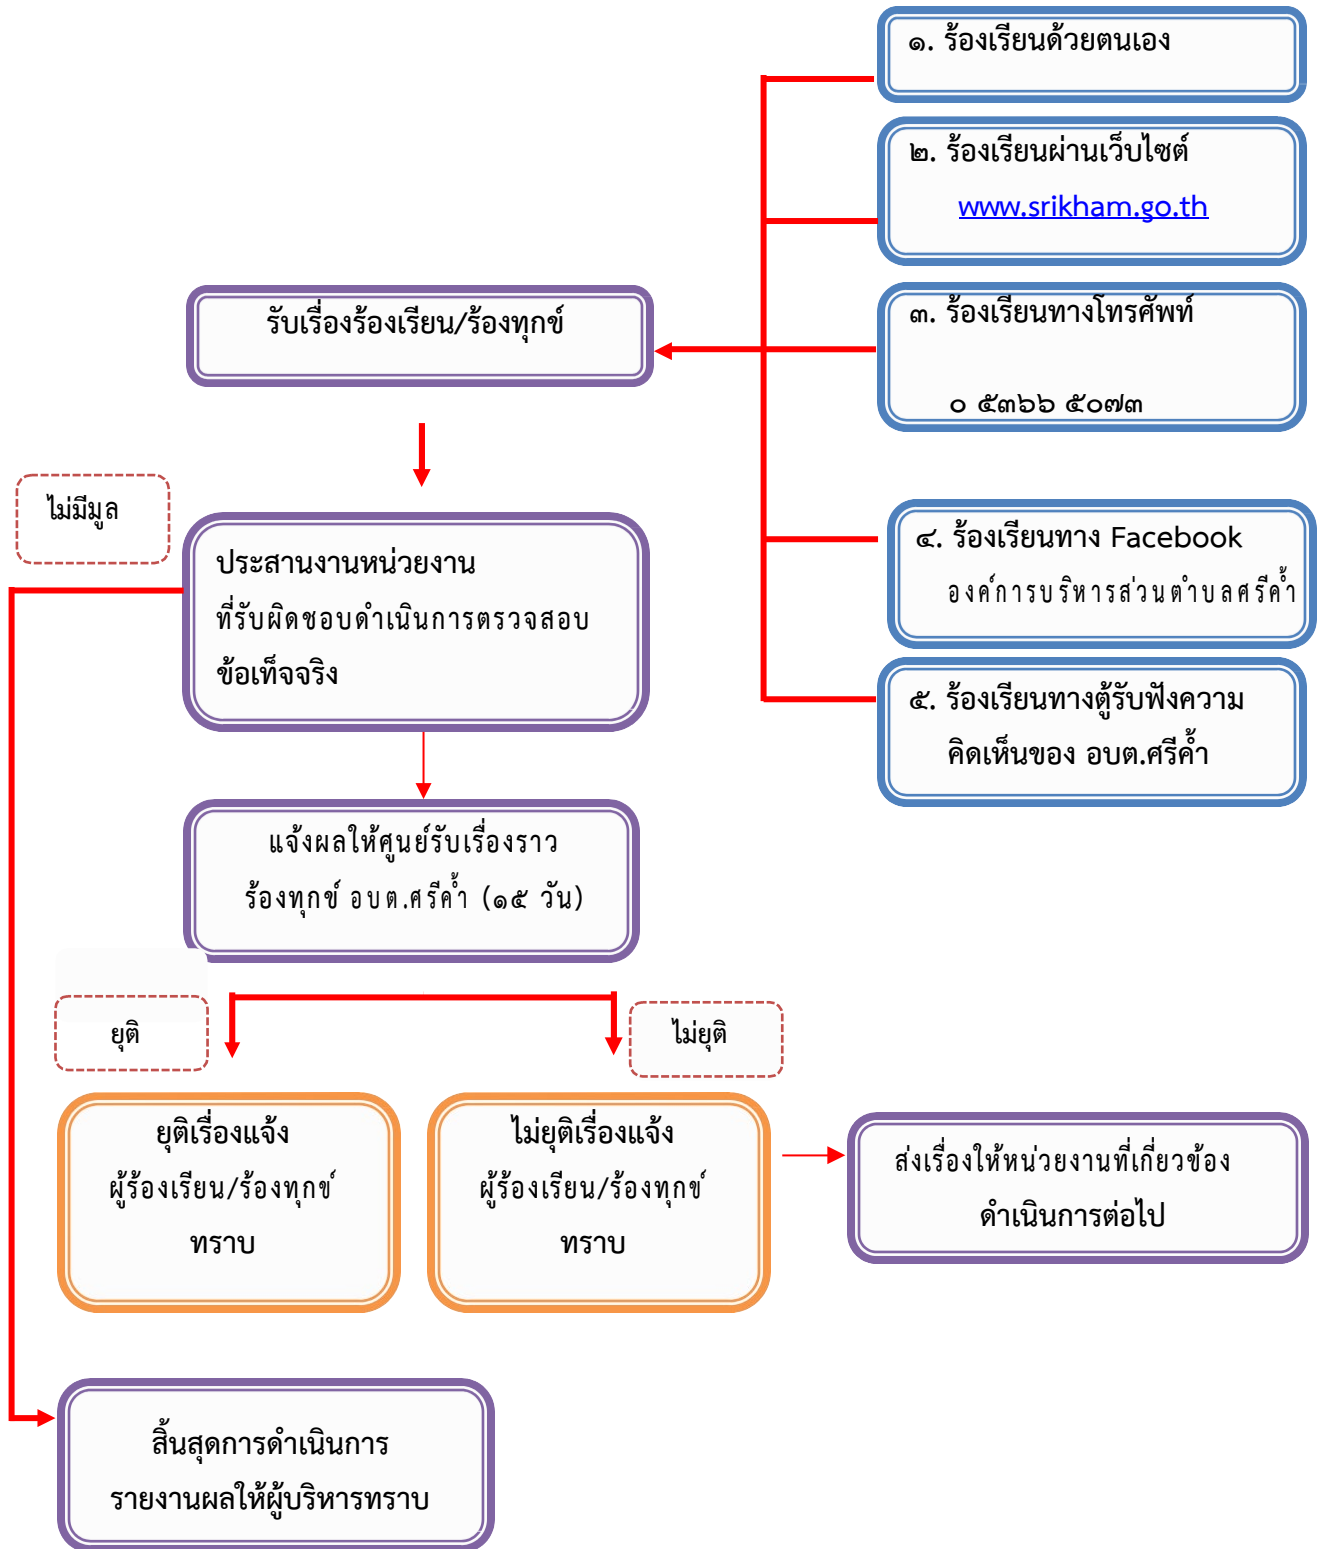 ๑. ร้องเรียนด้วยตนเอง
๒. ร้องเรียนผ่านเว็บไซต์
www.srikham.go.th
๓. ร้องเรียนทางโทรศัพท์
๐ ๕๓๖๖ ๕๐๗๓
๔. ร้องเรียนทาง Facebook
องค์การบริหารส่วนตำบลศรีค้ำ
๕. ร้องเรียนทางตู้รับฟังความ
คิดเห็นของ อบต.ศรีค้ำ
รับเรื่องร้องเรียน/ร้องทุกข์
ไม่มีมูล
ประสานงานหน่วยงาน
ที่รับผิดชอบดำเนินการตรวจสอบ
ข้อเท็จจริง
แจ้งผลให้ศูนย์รับเรื่องราว
ร้องทุกข์ อบต.ศรีค้ำ (๑๕ วัน)
ยุติ
ไม่ยุติ
ยุติเรื่องแจ้ง
ผู้ร้องเรียน/ร้องทุกข์
ทราบ
ไม่ยุติเรื่องแจ้ง
ผู้ร้องเรียน/ร้องทุกข์
ทราบ
ส่งเรื่องให้หน่วยงานที่เกี่ยวข้อง
ดำเนินการต่อไป
สิ้นสุดการดำเนินการ
รายงานผลให้ผู้บริหารทราบ